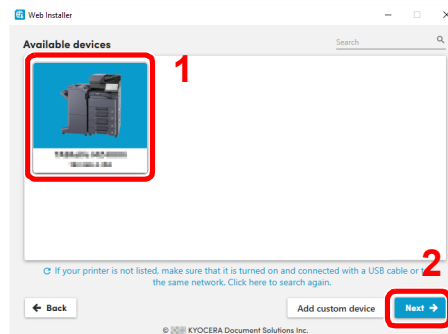 Web Installer
Available devices
Search
1
If your printer is not listed, make sure that it is turned on and connected with a USB cable or
the same network. Click here to search again.
2
Back
Add custom device
Next
© KYOCERA Document Solutions Inc.